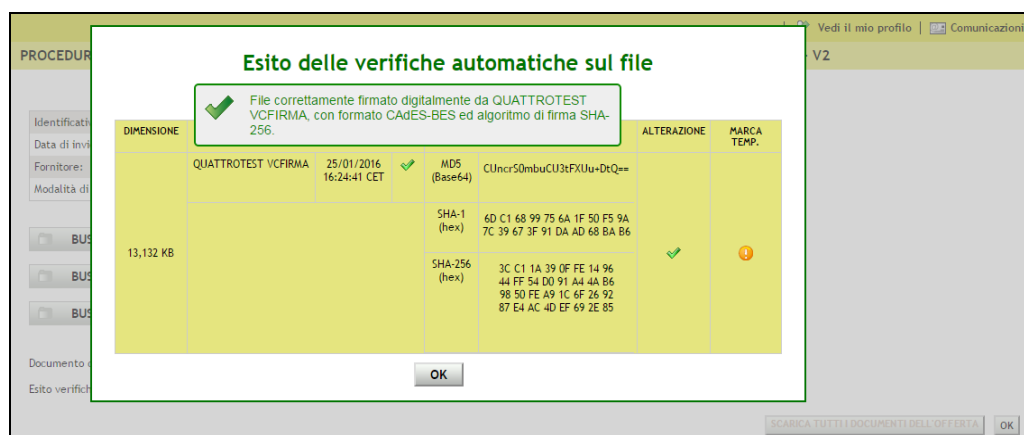 Vedi il mio profilo | Comunicazioni
PROCEDUR
V2
Esito delle verifiche automatiche sul file
File correttamente firmato digitalmente da QUATTROTEST
VCFIRMA, con formato CAdES-BES ed algoritmo di firma SHA-
256.
DIMENSIONE
ALTERAZIONE
MARCA
TEMP.
Identificati
Data di invi
Fornitore:
Modalità di
QUATTROTEST VCFIRMA
25/01/2016
16:24:41 CET
MD5
(Base64)
CUncrS0mbuCU3tFXUu+DtQ==
SHA-1
(hex)
6D C1 68 99 75 6A 1F 50 F5 9A
7C 39 67 3F 91 DA AD 68 BA B6
13,132 KB
SHA-256
(hex)
3C C1 1A 39 0F FE 14 96
44 FF 54 D0 91 A4 4A B6
98 50 FE A9 1C 6F 26 92
87 E4 AC 4D EF 69 2E 85
BUS
BUS
BUS
OK
Documento
Esito verifich
SCARICA TUTTI I DOCUMENTI DELL'OFFERTA
OK